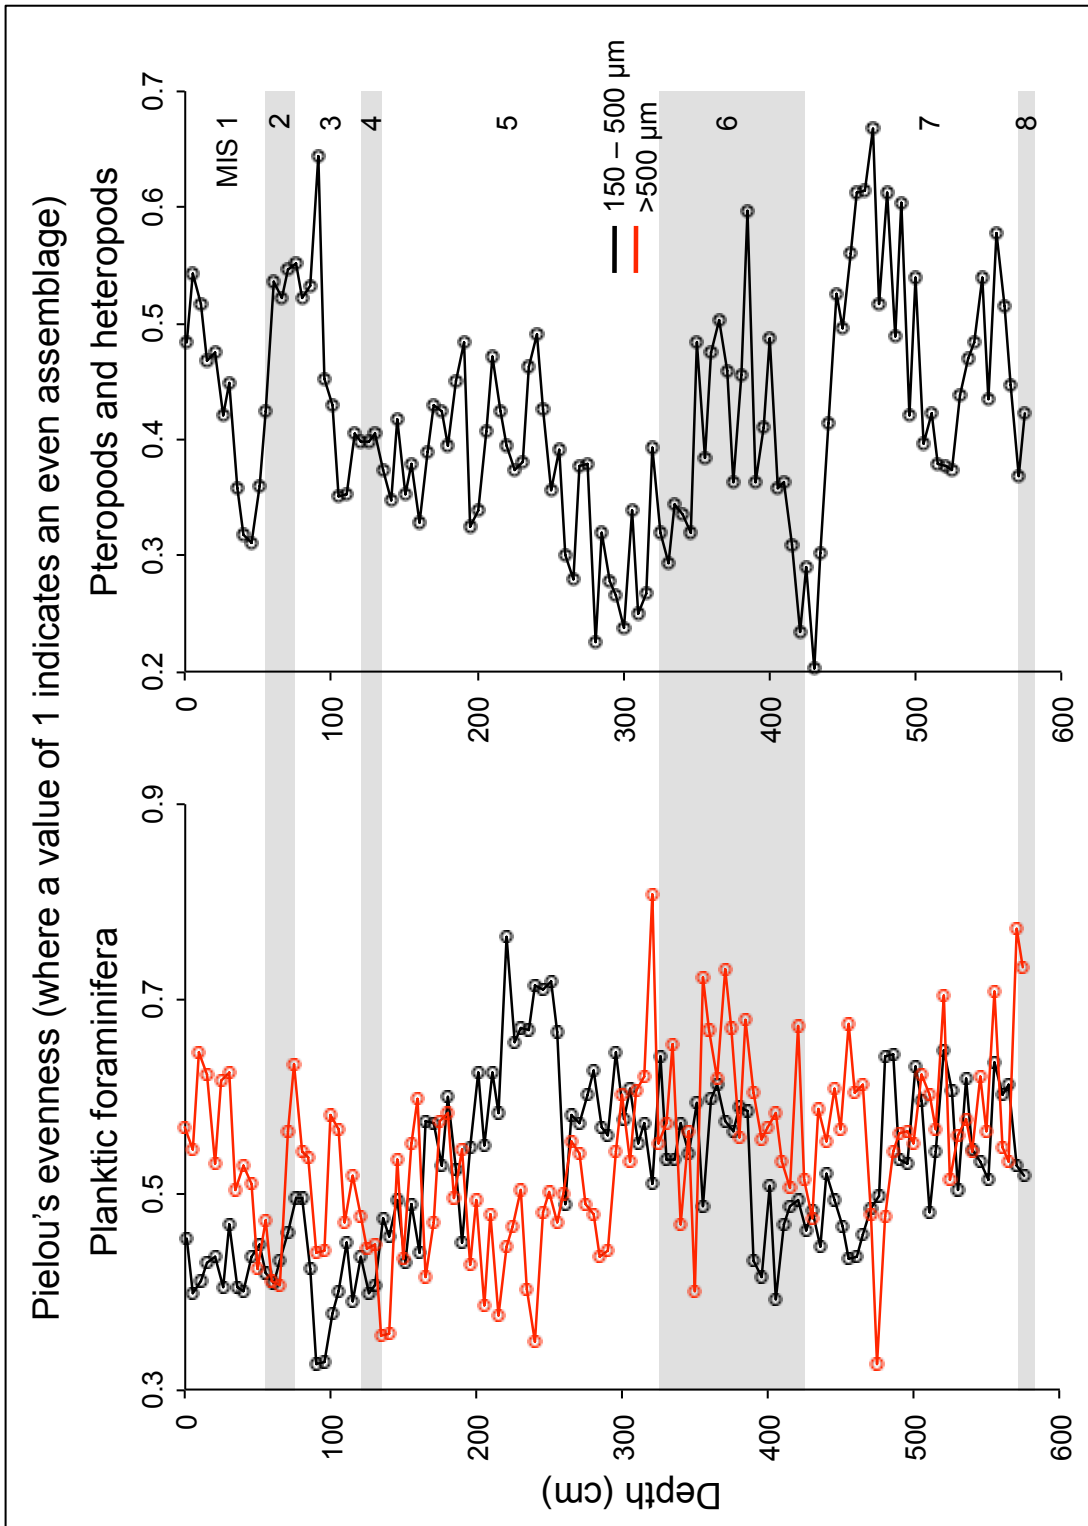 Pielou's evenness (where a value of 1 indicates an even assemblage)
Planktic foraminifera
0.3 0.5 0.7 0.9
0
100
200
300
400
500
600
Depth (cm)
Pteropods and heteropods
0.2 0.3 0.4 0.5 0.6 0.7
0
100
200
300
400
500
600
MIS 1
2
3
4
5
6
7
8
150 – 500 µm
>500 µm